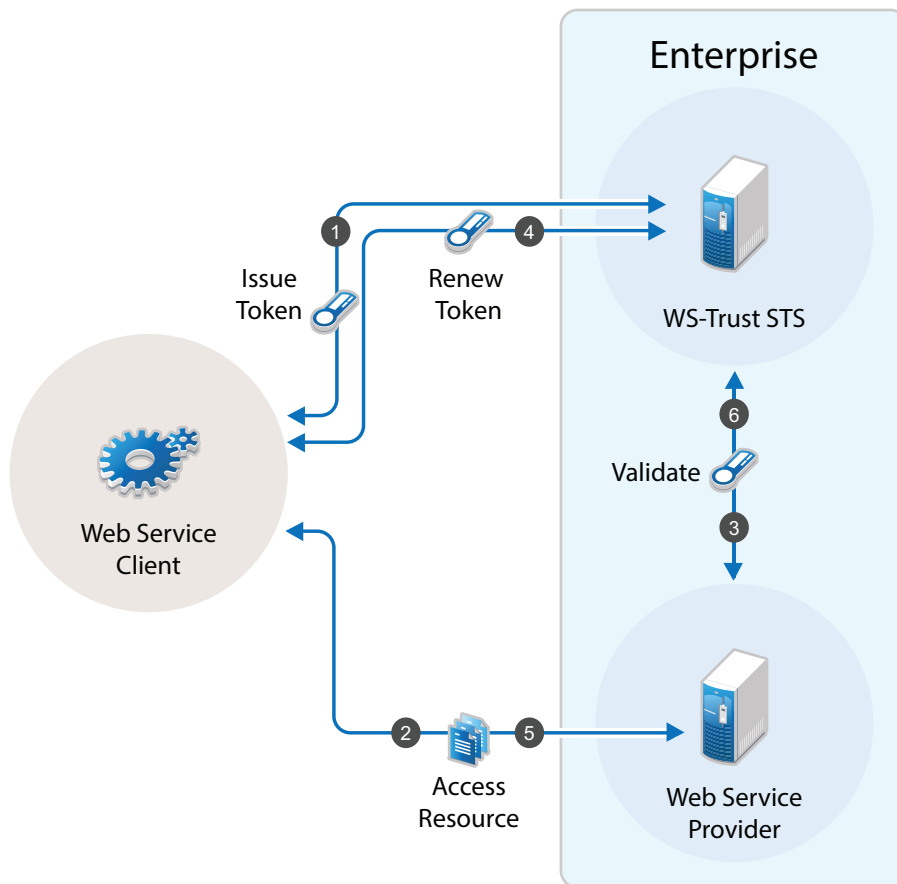 Enterprise
1
4
Issue
Token
Renew
Token
WS-Trust STS
6
Validate
3
Web Service
Client
2
5
Access
Resource
Web Service
Provider